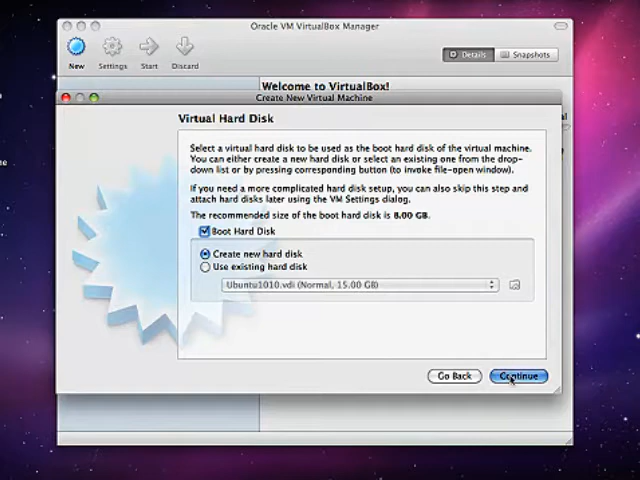 Oracle VM VirtualBox Manager
New
Settings
Start
Discard
Details
Snapshots
Welcome to VirtualBox!
Create New Virtual Machine
Virtual Hard Disk
Select a virtual hard disk to be used as the boot hard disk of the virtual machine.
You can either create a new hard disk or select an existing one from the drop-
down list or by pressing corresponding button (to invoke file-open window).
If you need a more complicated hard disk setup, you can also skip this step and
attach hard disks later using the VM Settings dialog.
The recommended size of the boot hard disk is 8.00 GB.
Boot Hard Disk
Create new hard disk
Use existing hard disk
Ubuntu1010.vdi (Normal, 15.00 GB)
Go Back
Continue